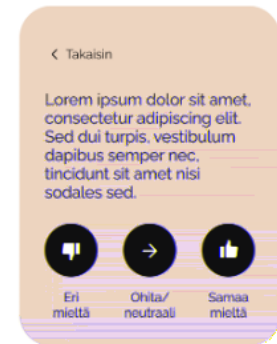 Takaisin
Lorem ipsum dolor sit amet,
consectetur adipiscing elit.
Sed dui turpis, vestibulum
dapibus semper nec,
tincidunt sit amet nisi
sodales sed.
Eri mieltä
Ohita/ neutraali
Samaa mieltä